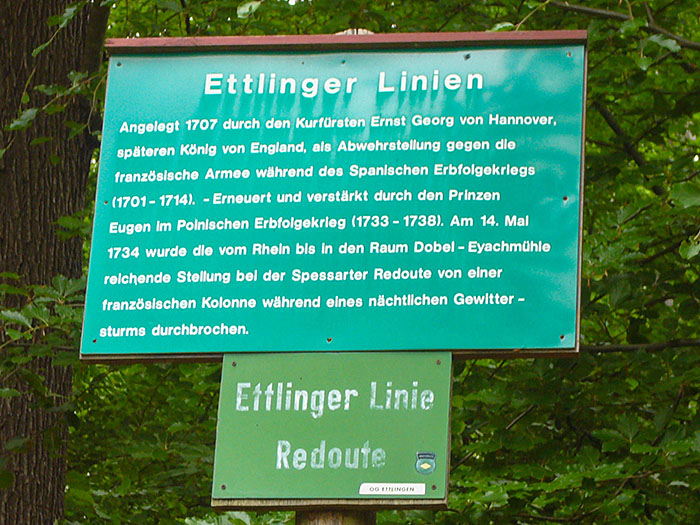 Ettlinger Linien
Angelegt 1707 durch den Kurfürsten Ernst Georg von Hannover,
späteren König von England, als Abwehrstellung gegen die
französische Armee während des Spanischen Erbfolgekriegs
(1701 - 1714). - Erneuert und verstärkt durch den Prinzen
Eugen im Polnischen Erbfolgekrieg (1733 - 1738). Am 14. Mai
1734 wurde die vom Rhein bis in den Raum Dobel - Eyachmühle
reichende Stellung bei der Spessarter Redoute von einer
französischen Kolonne während eines nächtlichen Gewitter -
sturms durchbrochen.
Ettlinger Linie
Redoute
OG ETTLINGEN